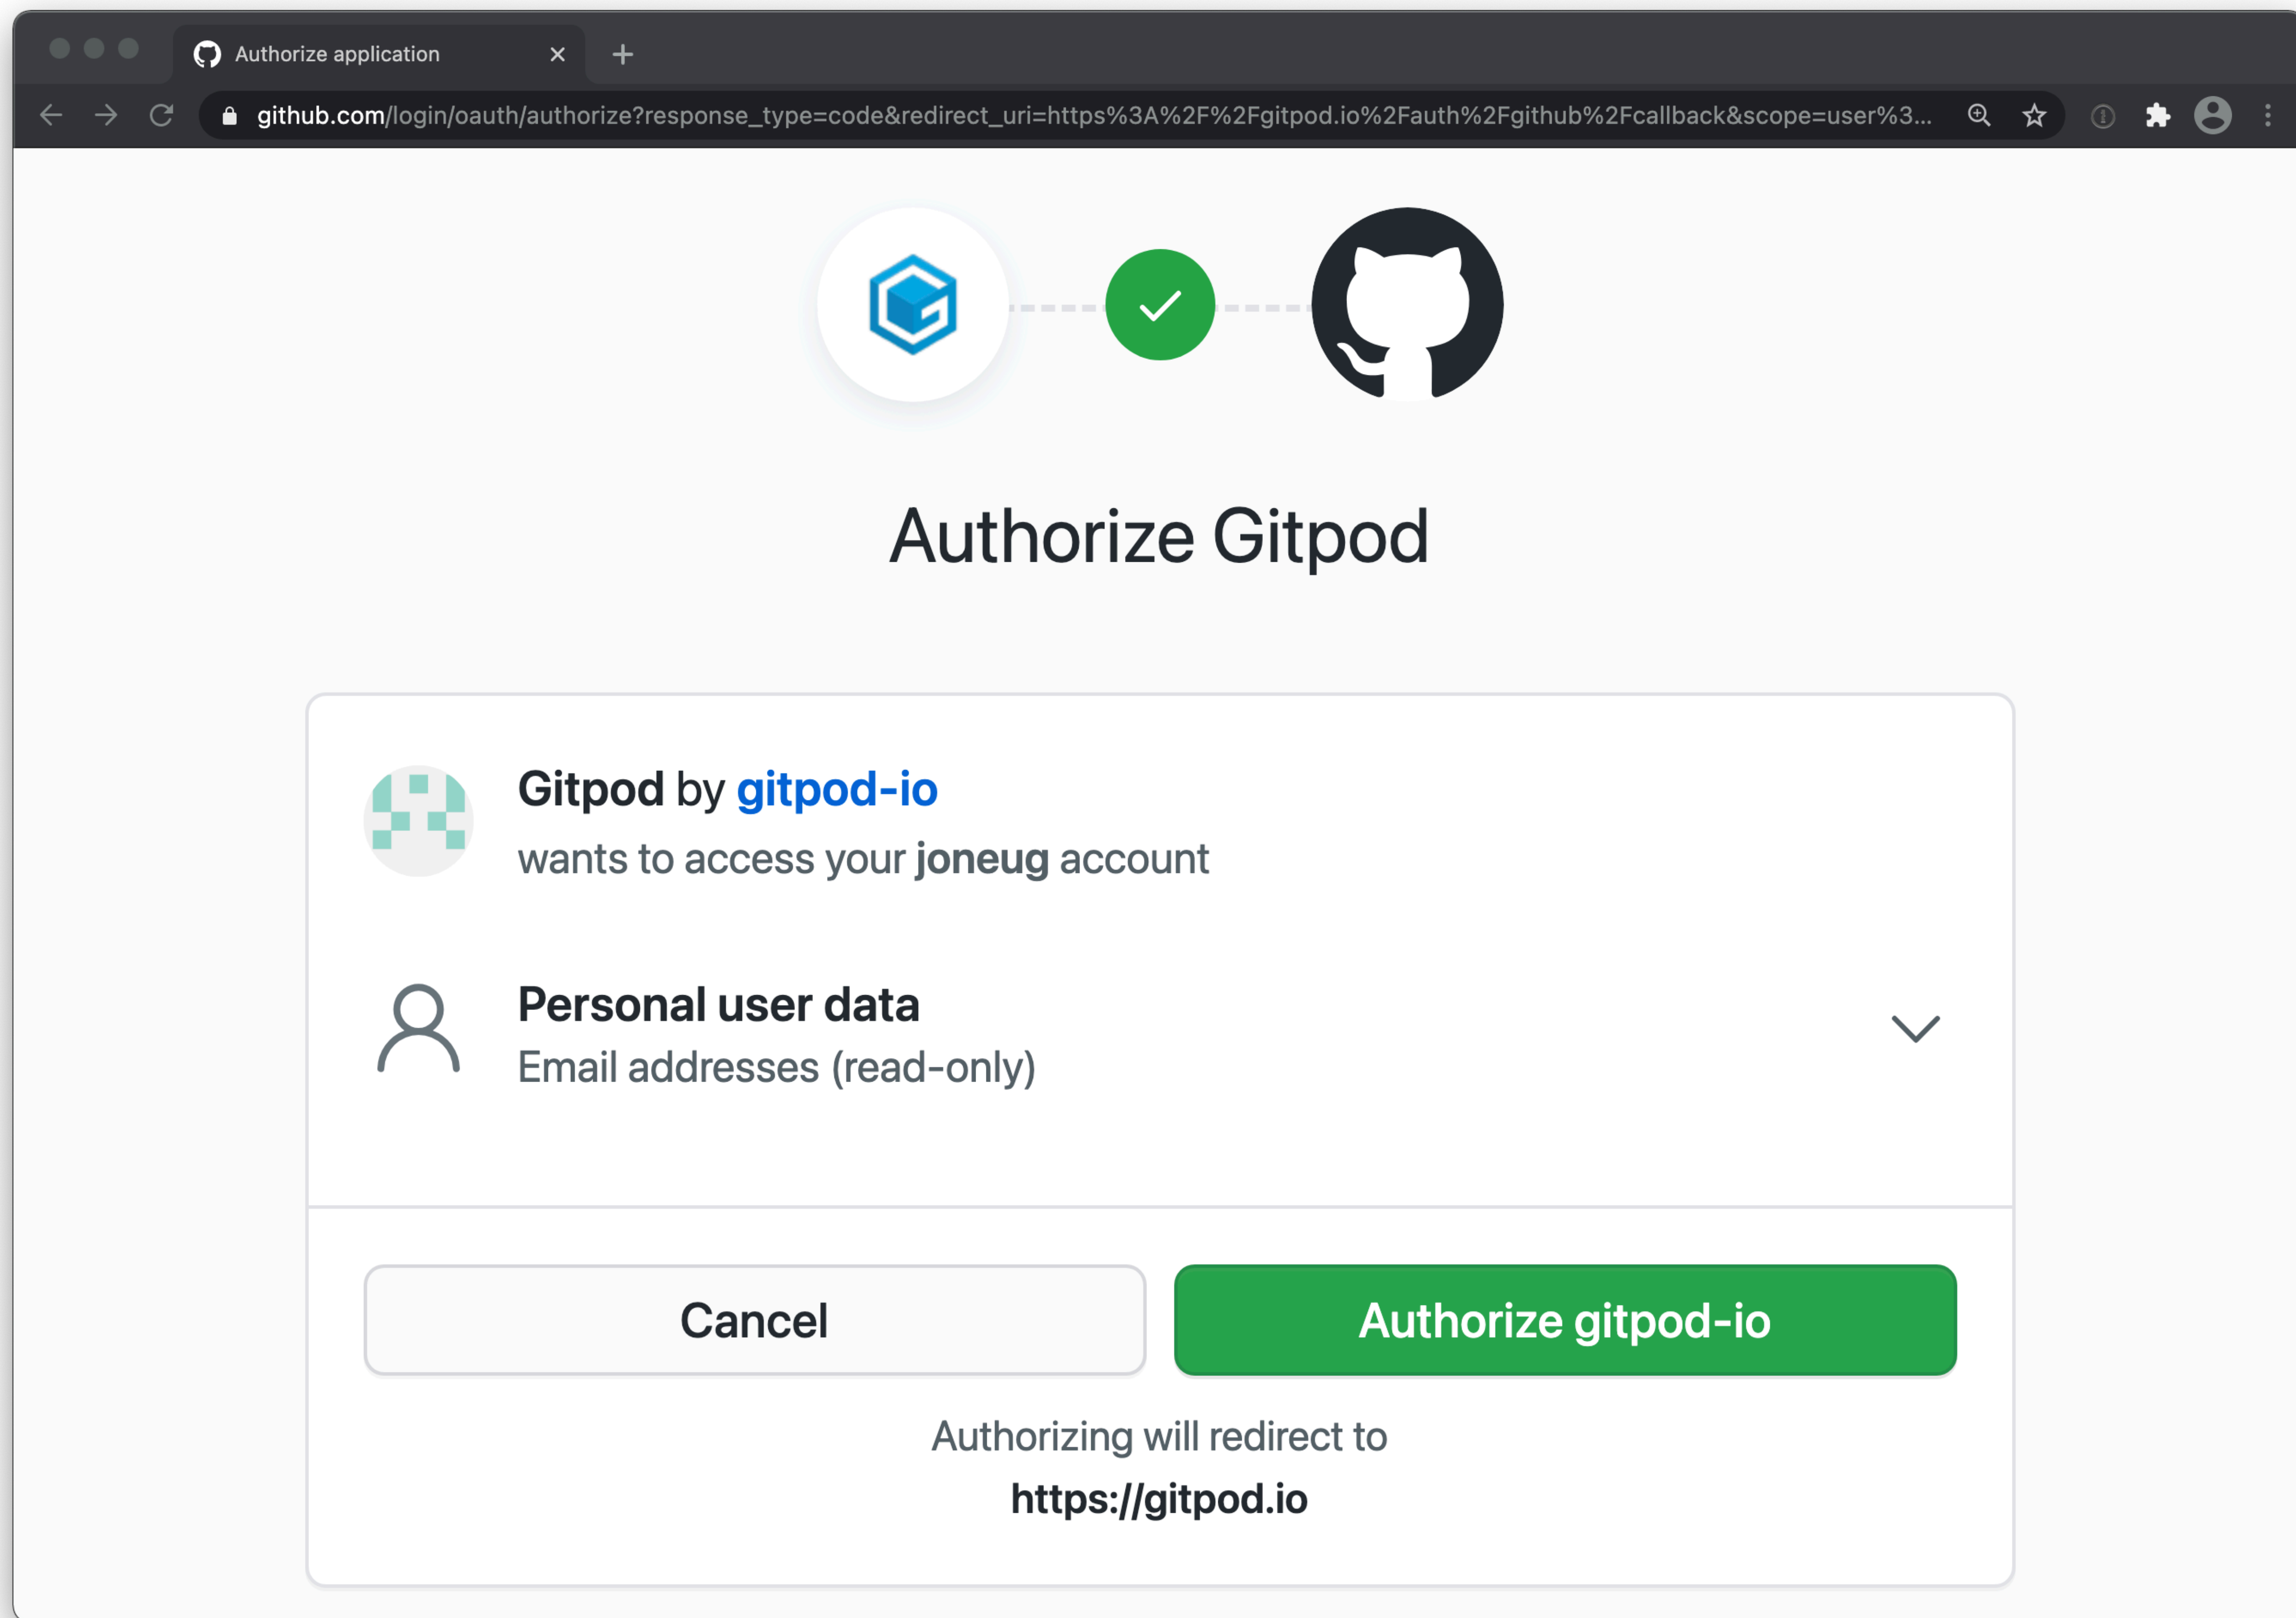 Authorize application
github.com/login/oauth/authorize?response_type=code&redirect_uri=https%3A%2F%2Fgitpod.io%2Fauth%2Fgithub%2Fcallback&scope=user%3...
Authorize Gitpod
Gitpod by gitpod-io
wants to access your joneug account
Personal user data
Email addresses (read-only)
Cancel
Authorize gitpod-io
Authorizing will redirect to
https://gitpod.io